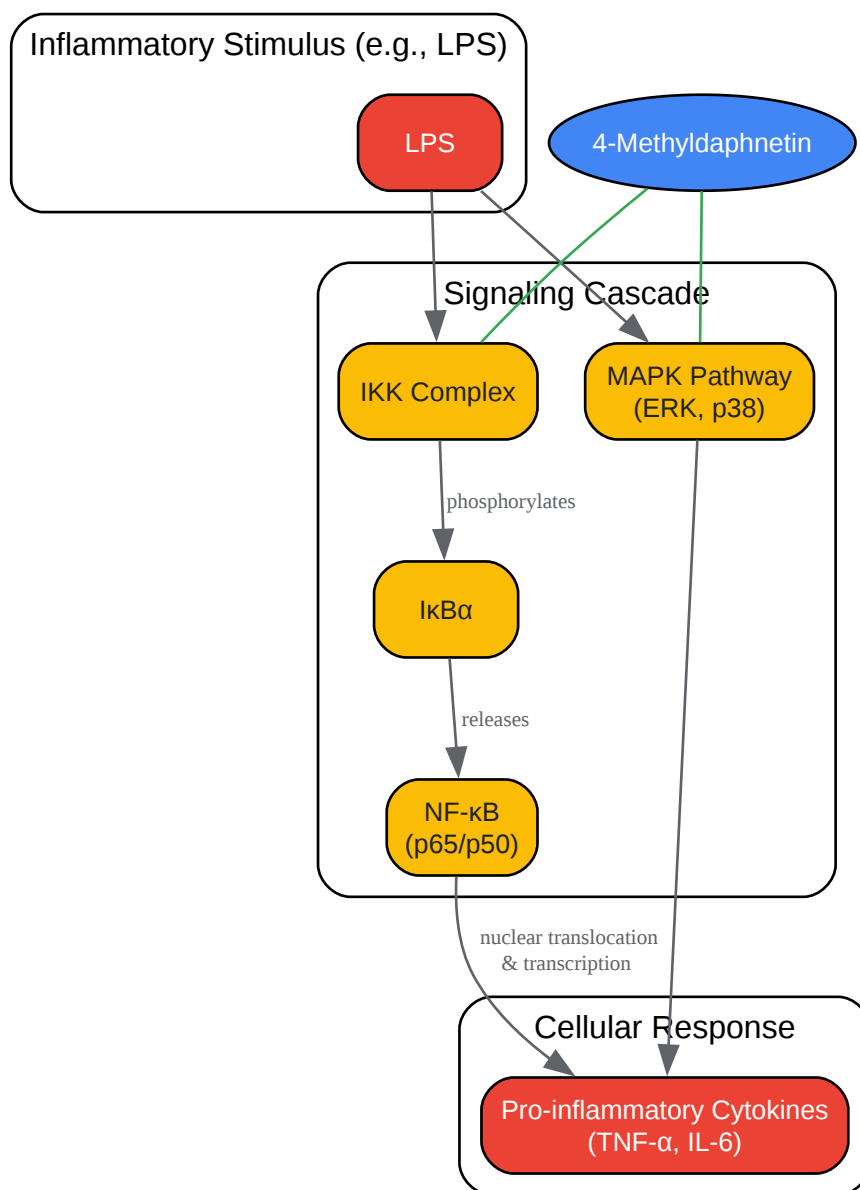 Inflammatory Stimulus (e.g., LPS)
LPS
4-Methyldaphnetin
Signaling Cascade
IKK Complex
MAPK Pathway
(ERK, p38)
phosphorylates
IκBα
releases
NF-κB
(p65/p50)
nuclear translocation
& transcription
Cellular Response
Pro-inflammatory Cytokines
(TNF-α, IL-6)